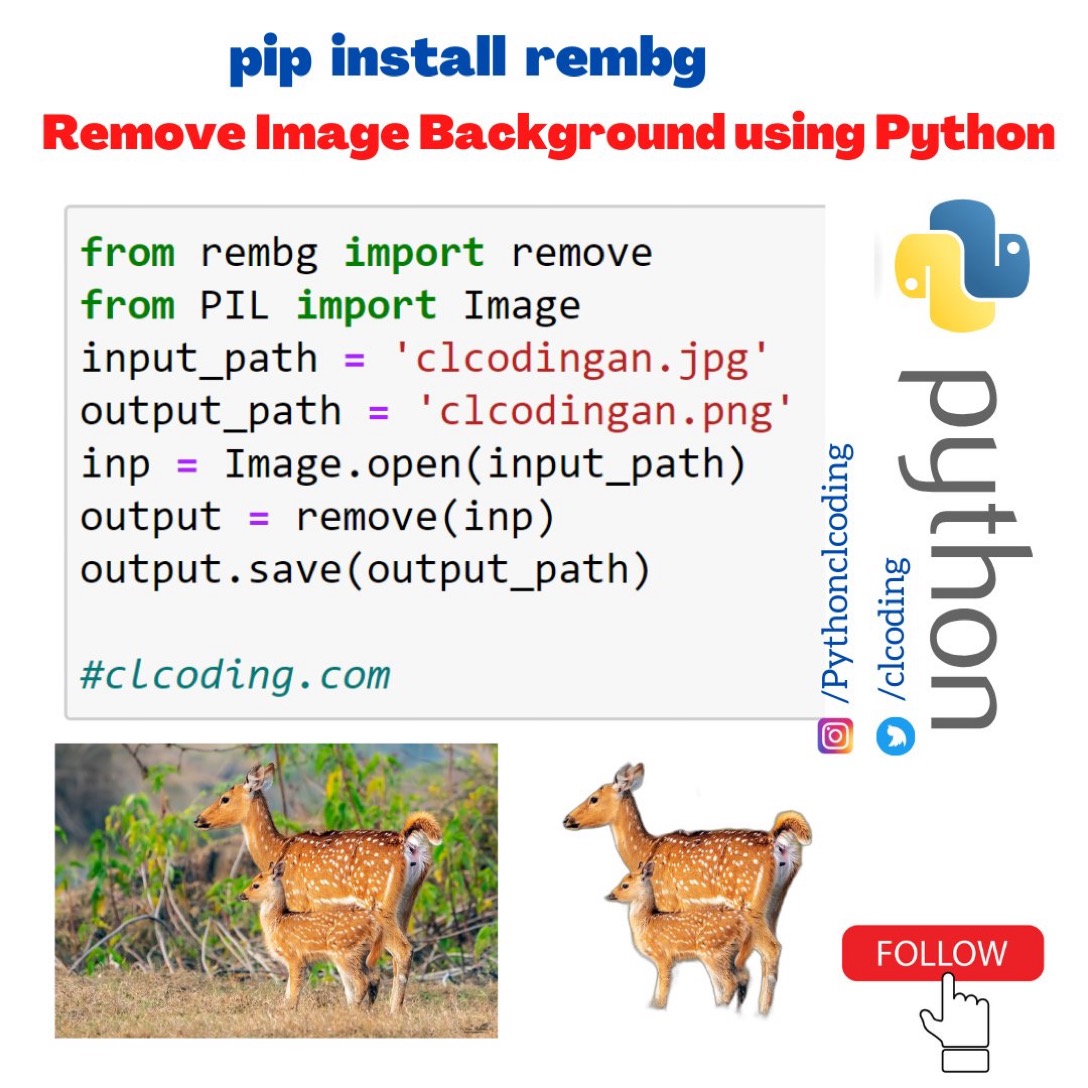 pip install rembg
Remove Image Background using Python
from rembg import remove
from PIL import Image
input_path = 'clcodingan.jpg'
output_path = 'clcodingan.png'
inp = Image.open(input_path)
output = remove(inp)
output.save(output_path)
#clcoding.com
/Pythonclcoding
/clcoding
python
FOLLOW